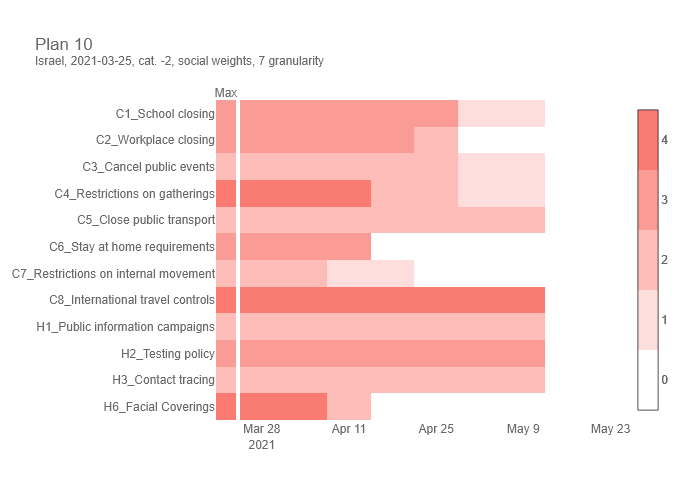 Plan 10
Israel, 2021-03-25, cat. -2, social weights, 7 granularity
Max
C1_School closing
C2_Workplace closing
C3_Cancel public events
C4_Restrictions on gatherings
C5_Close public transport
C6_Stay at home requirements
C7_Restrictions on internal movement
C8_International travel controls
H1_Public information campaigns
H2_Testing policy
H3_Contact tracing
H6_Facial Coverings
Mar 28 Apr 11 Apr 25 May 9 May 23
2021
4
3
2
1
0